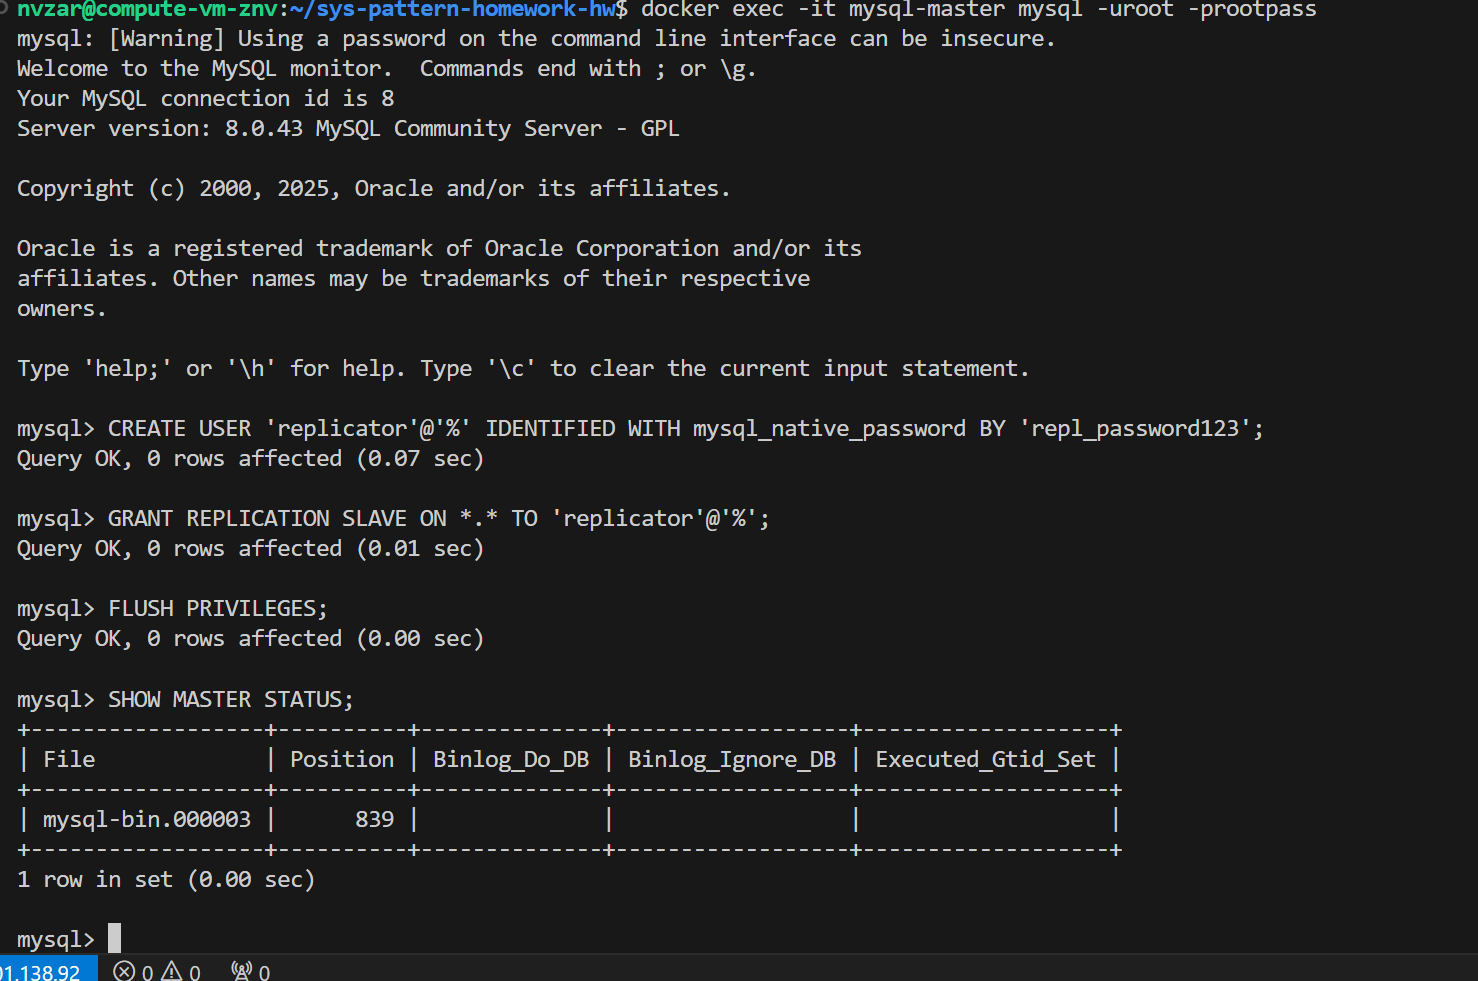 nvzar@compute-vm-znv:~/sys-pattern-homework-hw$ docker exec -it mysql-master mysql -uroot -prootpass
mysql: [Warning] Using a password on the command line interface can be insecure.
Welcome to the MySQL monitor.  Commands end with ; or \g.
Your MySQL connection id is 8
Server version: 8.0.43 MySQL Community Server - GPL

Copyright (c) 2000, 2025, Oracle and/or its affiliates.

Oracle is a registered trademark of Oracle Corporation and/or its
affiliates. Other names may be trademarks of their respective
owners.

Type 'help;' or '\h' for help. Type '\c' to clear the current input statement.

mysql> CREATE USER 'replicator'@'%' IDENTIFIED WITH mysql_native_password BY 'repl_password123';
Query OK, 0 rows affected (0.07 sec)

mysql> GRANT REPLICATION SLAVE ON *.* TO 'replicator'@'%';
Query OK, 0 rows affected (0.01 sec)

mysql> FLUSH PRIVILEGES;
Query OK, 0 rows affected (0.00 sec)

mysql> SHOW MASTER STATUS;
+------------------+----------+--------------+------------------+-------------------+
| File             | Position | Binlog_Do_DB | Binlog_Ignore_DB | Executed_Gtid_Set |
+------------------+----------+--------------+------------------+-------------------+
| mysql-bin.000003 |      839 |              |                  |                   |
+------------------+----------+--------------+------------------+-------------------+
1 row in set (0.00 sec)

mysql>
01.138.92 0 0 0